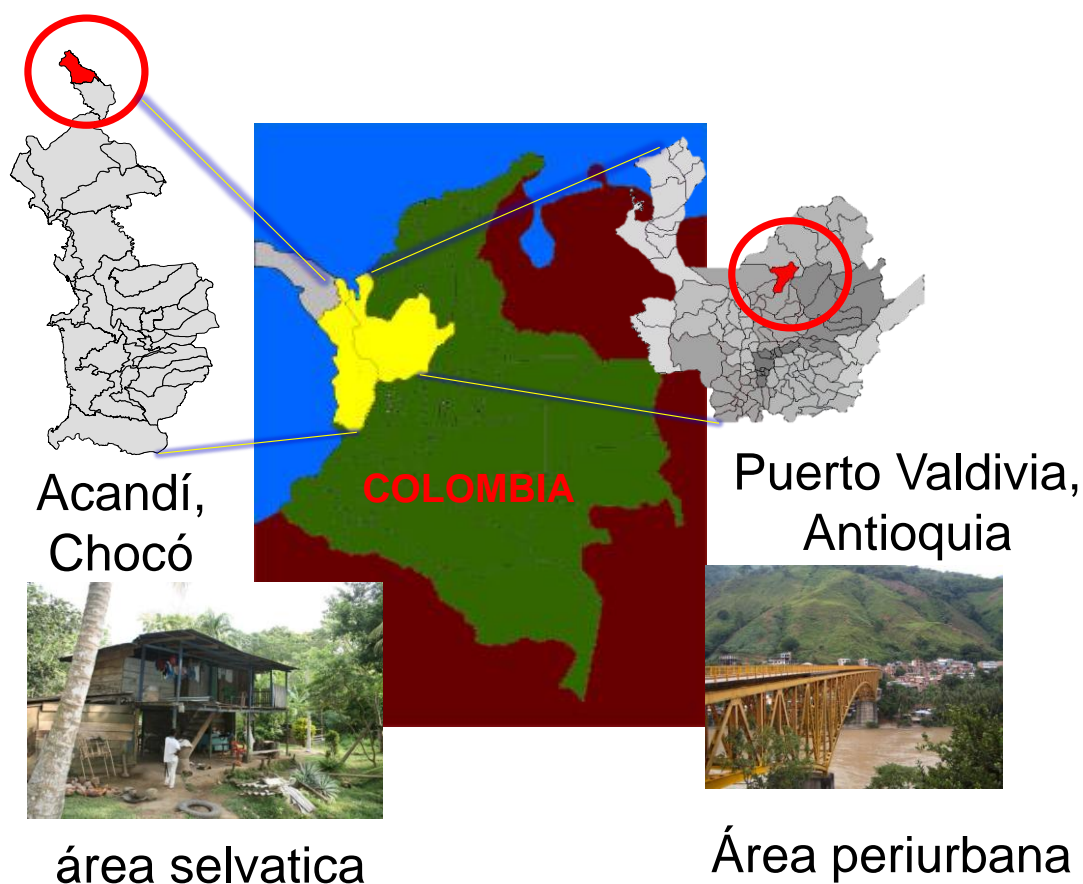 COLOMBIA
Acandí,
Chocó
Puerto Valdivia,
Antioquia
área selvatica
Área periurbana